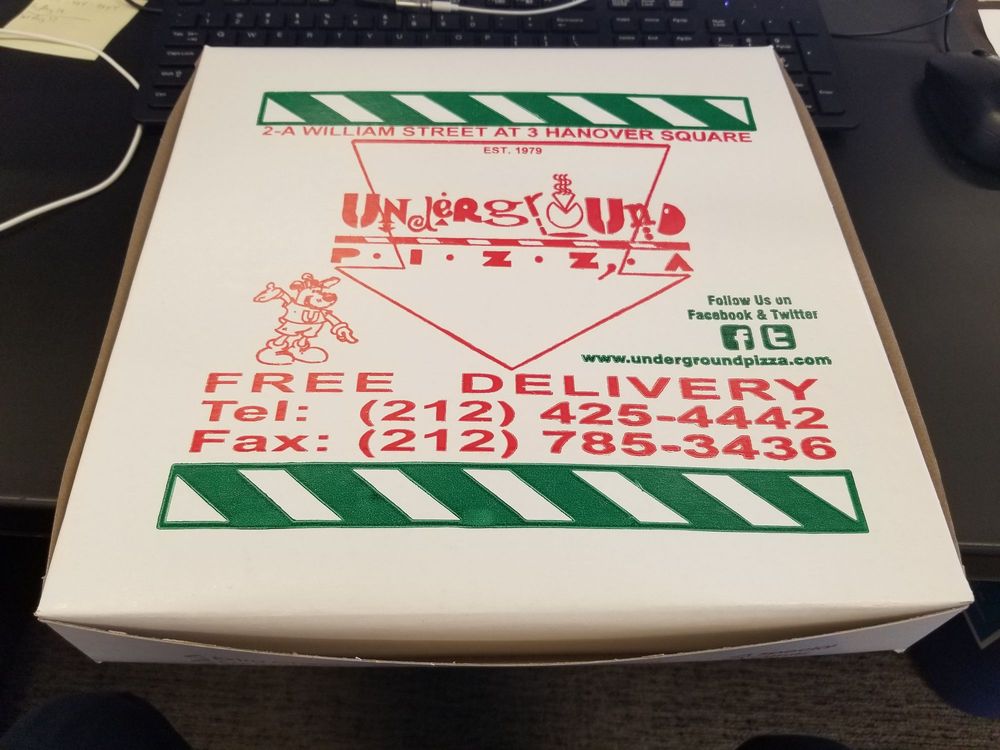 2-A WILLIAM STREET AT 3 HANOVER SQUARE
EST. 1979
UNdeRgrOUnD
P·I·Z·Z·A
U
Follow Us on
Facebook & Twitter
f t
www.undergroundpizza.com
FREE DELIVERY
Tel: (212) 425-4442
Fax: (212) 785-3436